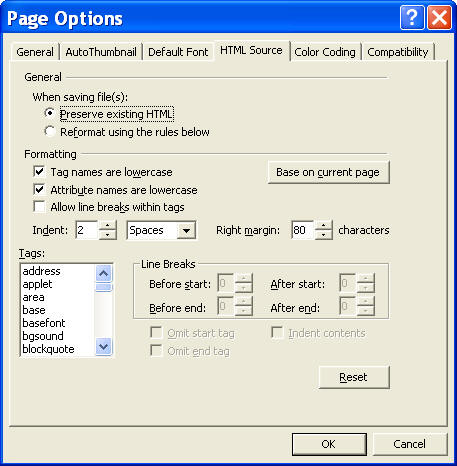 Page Options
General AutoThumbnail Default Font HTML Source Color Coding Compatibility
General
When saving file(s):
Preserve existing HTML
Reformat using the rules below
Formatting
Tag names are lowercase
Base on current page
Attribute names are lowercase
Allow line breaks within tags
Indent: 2 Spaces Right margin: 80 characters
Tags:
address
applet
area
base
basefont
bgsound
blockquote
Line Breaks
Before start: 0 After start: 0
Before end: 0 After end: 0
Omit start tag Indent contents
Omit end tag
Reset
OK Cancel